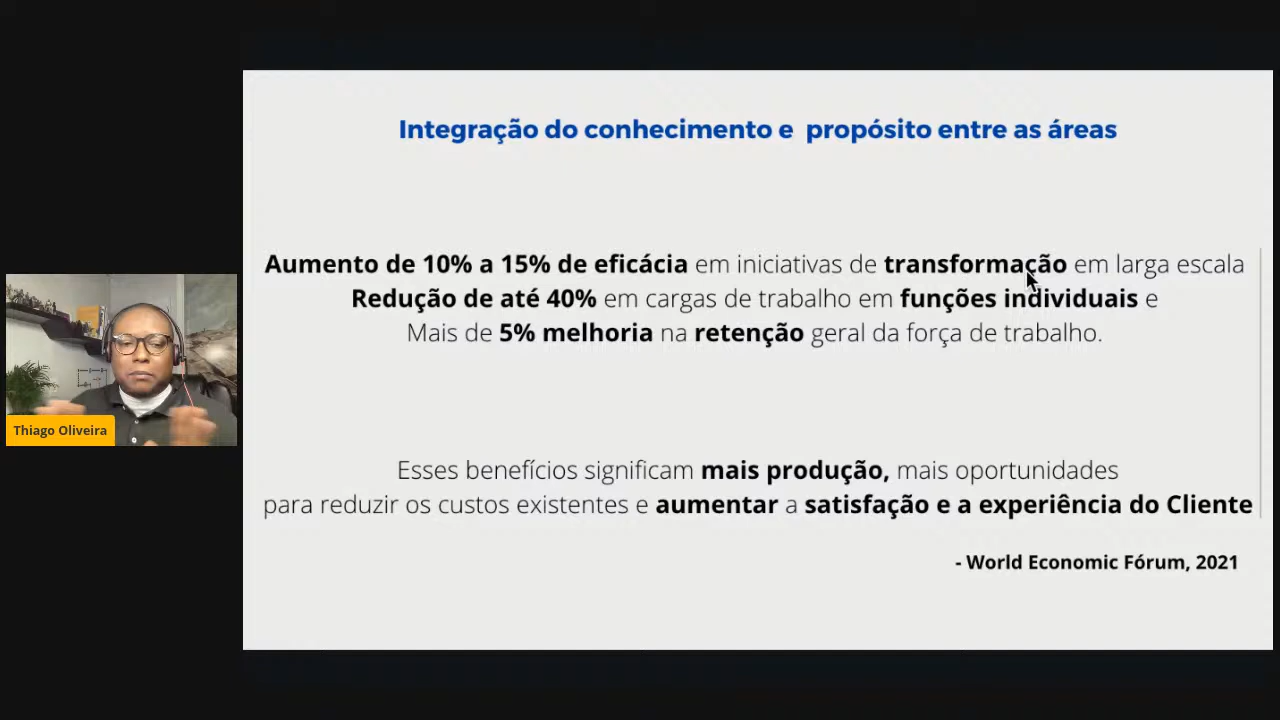 Integração do conhecimento e propósito entre as áreas
Aumento de 10% a 15% de eficácia em iniciativas de transformação em larga escala
Redução de até 40% em cargas de trabalho em funções individuais e
Mais de 5% melhoria na retenção geral da força de trabalho.
Thiago Oliveira
Esses benefícios significam mais produção, mais oportunidades
para reduzir os custos existentes e aumentar a satisfação e a experiência do Cliente
- World Economic Fórum, 2021